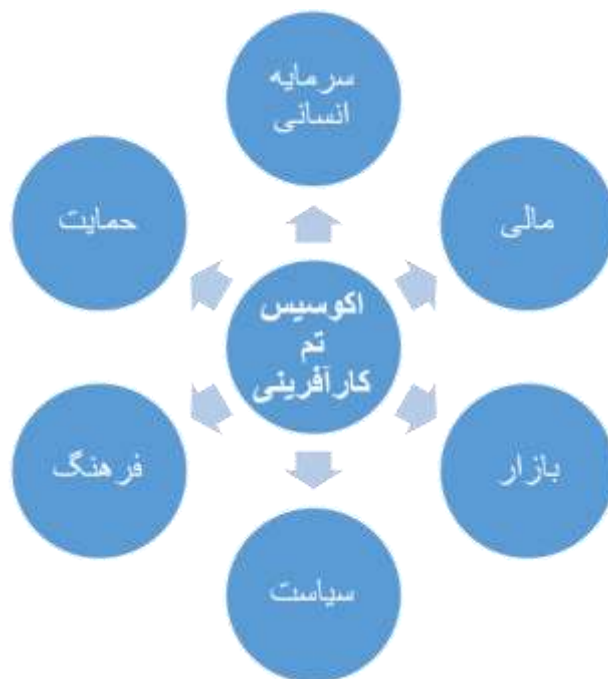 سرمایه
انسانی
مالی
بازار
سیاست
فرهنگ
حمایت
اکوسیس
تم
کارآفرینی